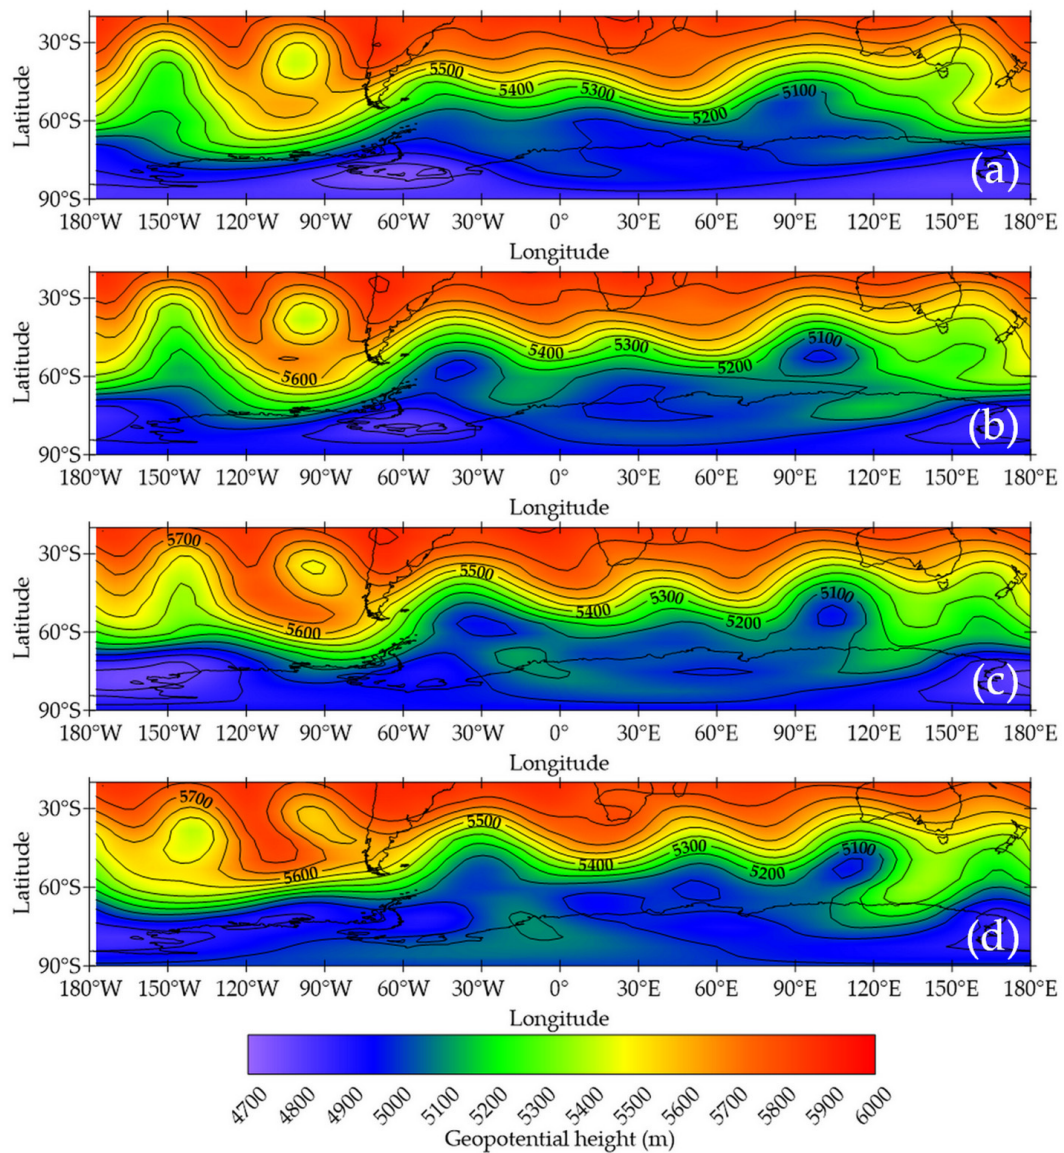 30°S
5500
5400
5300
5100
60°S
5200
90°S
Latitude
(a)
180°W 150°W 120°W 90°W 60°W 30°W 0° 30°E 60°E 90°E 120°E 150°E 180°E
Longitude
30°S
5400
5300
5100
60°S
5600
5200
90°S
Latitude
(b)
180°W 150°W 120°W 90°W 60°W 30°W 0° 30°E 60°E 90°E 120°E 150°E 180°E
Longitude
5700
30°S
5500
5400
5300
5100
60°S
5600
5200
90°S
Latitude
(c)
180°W 150°W 120°W 90°W 60°W 30°W 0° 30°E 60°E 90°E 120°E 150°E 180°E
Longitude
5700
30°S
5500
5400
5300
5100
60°S
5600
5200
90°S
Latitude
(d)
180°W 150°W 120°W 90°W 60°W 30°W 0° 30°E 60°E 90°E 120°E 150°E 180°E
Longitude
4700 4800 4900 5000 5100 5200 5300 5400 5500 5600 5700 5800 5900 6000
Geopotential height (m)